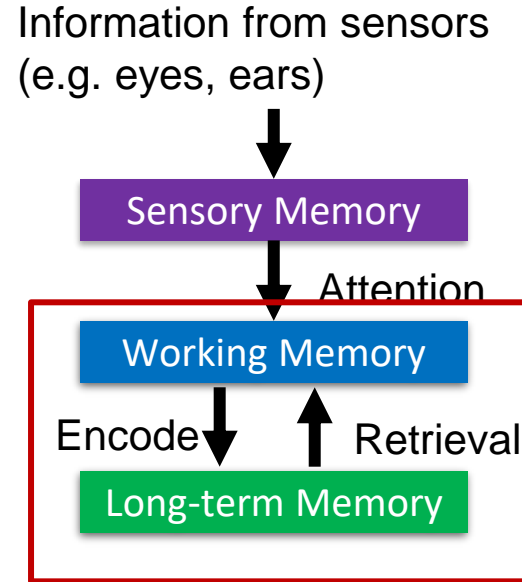 Information from sensors
(e.g. eyes, ears)
Sensory Memory
Attention
Working Memory
Encode
Retrieval
Long-term Memory